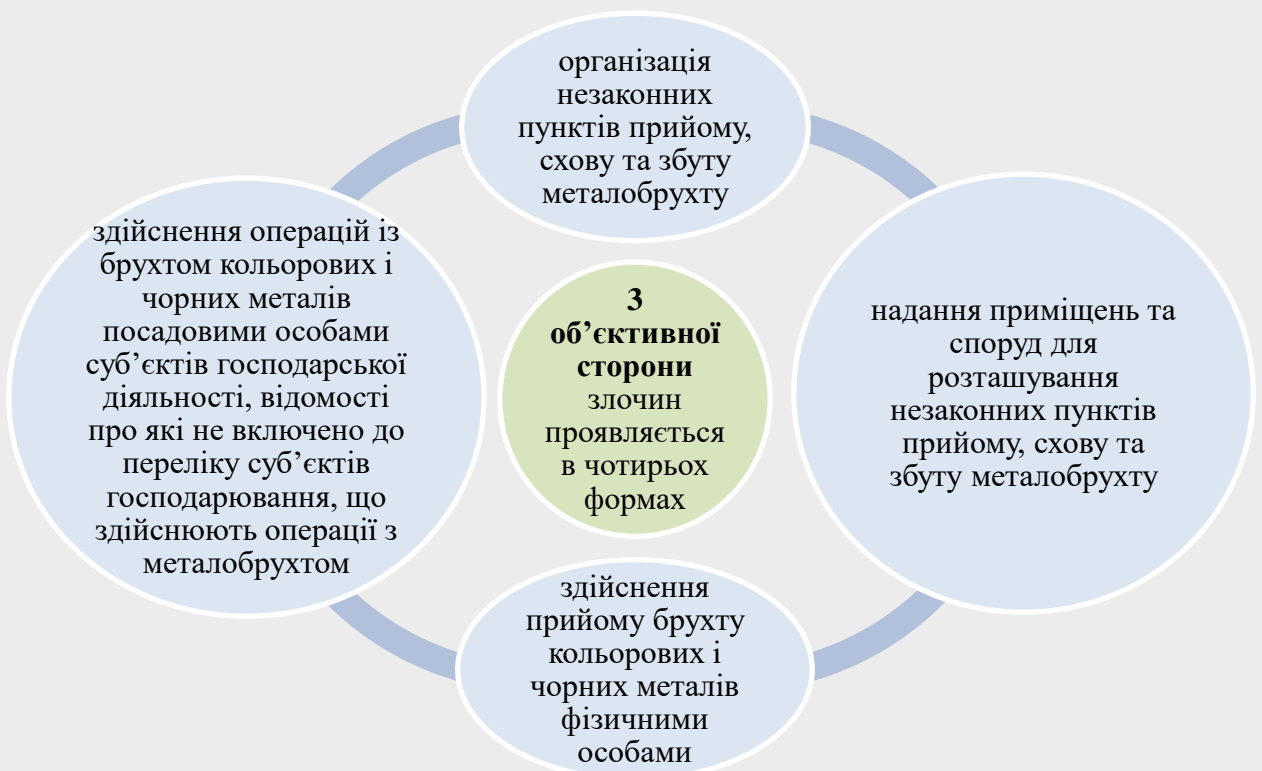 організація
незаконних
пунктів прийому,
схову та збуту
металобрухту
здійснення операцій із
брухтом кольорових і
чорних металів
посадовими особами
суб’єктів господарської
діяльності, відомості
про які не включено до
переліку суб’єктів
господарювання, що
здійснюють операції з
металобрухтом
З
об’єктивної
сторони
злочин
проявляється
в чотирьох
формах
надання приміщень та
споруд для
розташування
незаконних пунктів
прийому, схову та
збуту металобрухту
здійснення
прийому брухту
кольорових і
чорних металів
фізичними
особами